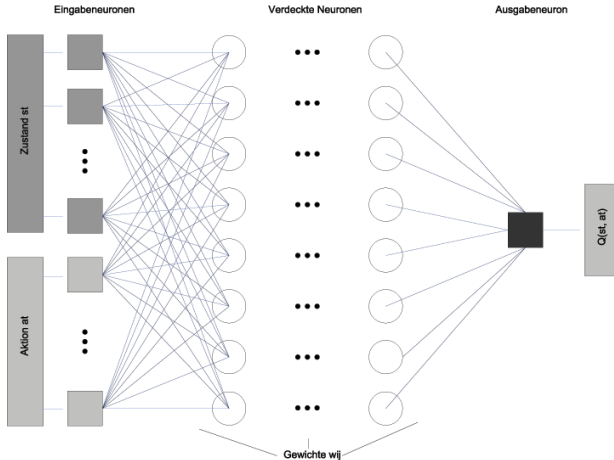 Eingabeneuronen
Verdeckte Neuronen
Ausgabeneuron
Zustand st
Aktion at
Q(st, at)
Gewichte wij